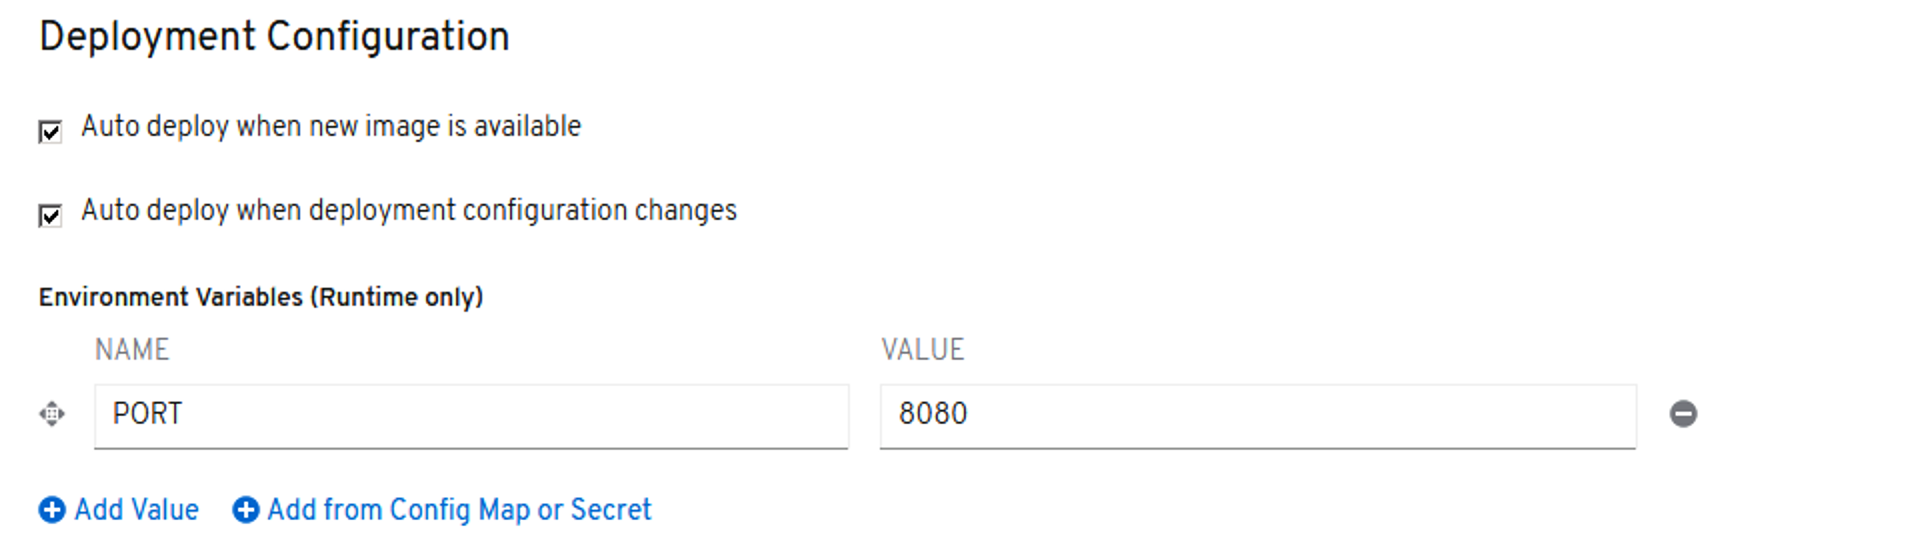 Deployment Configuration
Auto deploy when new image is available
Auto deploy when deployment configuration changes
Environment Variables (Runtime only)
NAME VALUE
PORT 8080
Add Value Add from Config Map or Secret